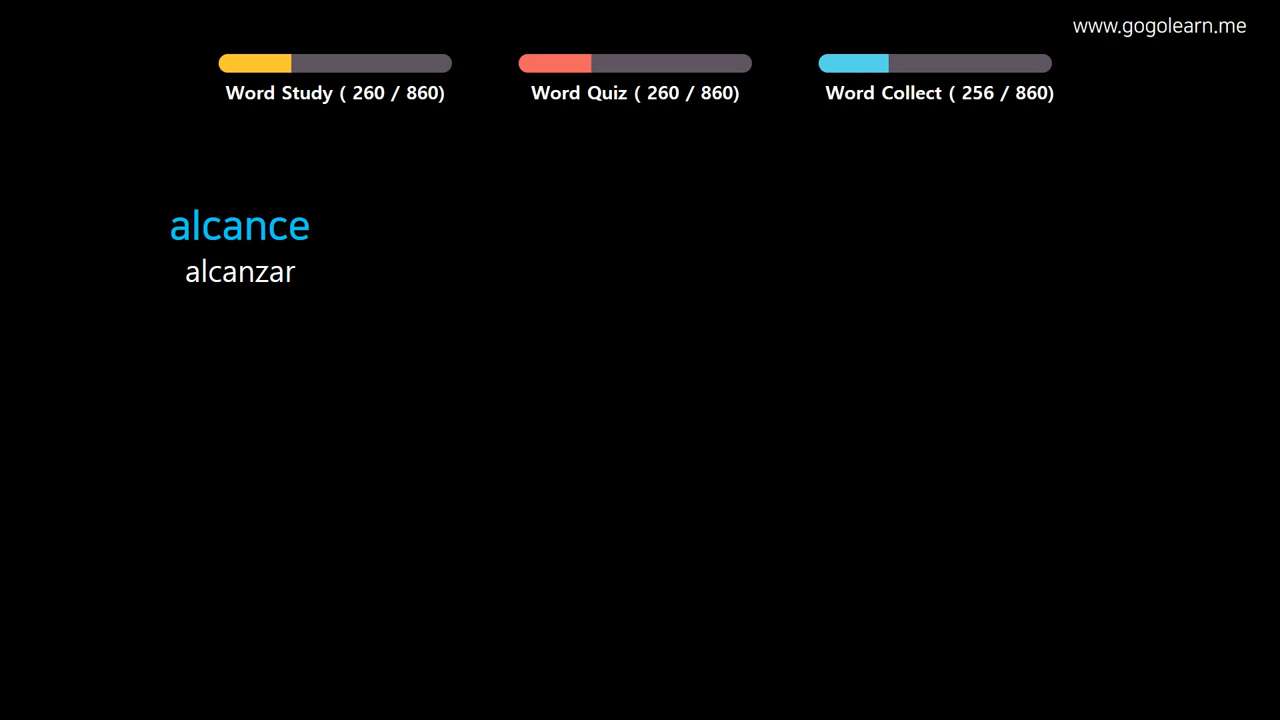 www.gogolearn.me
Word Study ( 260 / 860)
Word Quiz ( 260 / 860)
Word Collect ( 256 / 860)
alcance
alcanzar